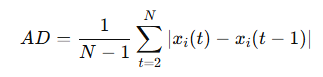 AD = \frac{1}{N-1} \sum_{t=2}^{N} |x_i(t) - x_i(t-1)|